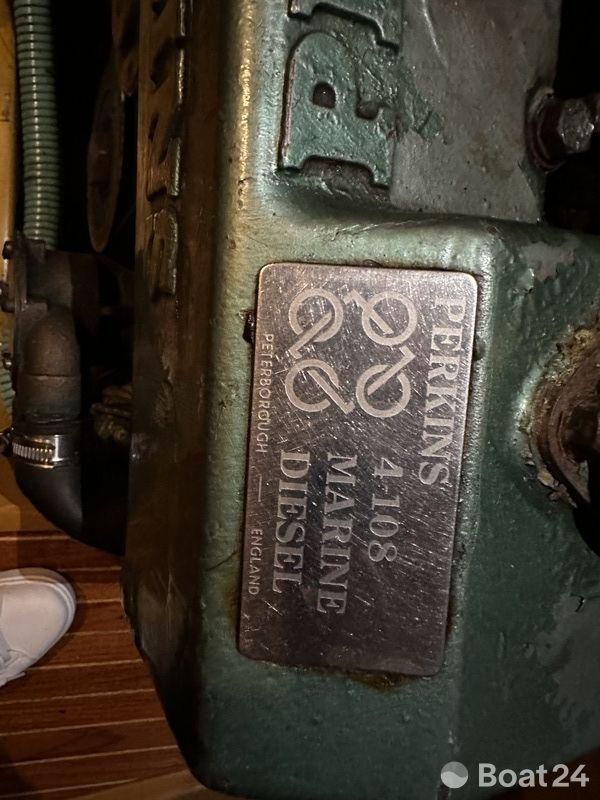 PERKINS
4.108
MARINE
DIESEL
PETERBOROUGH — ENGLAND
Boat24